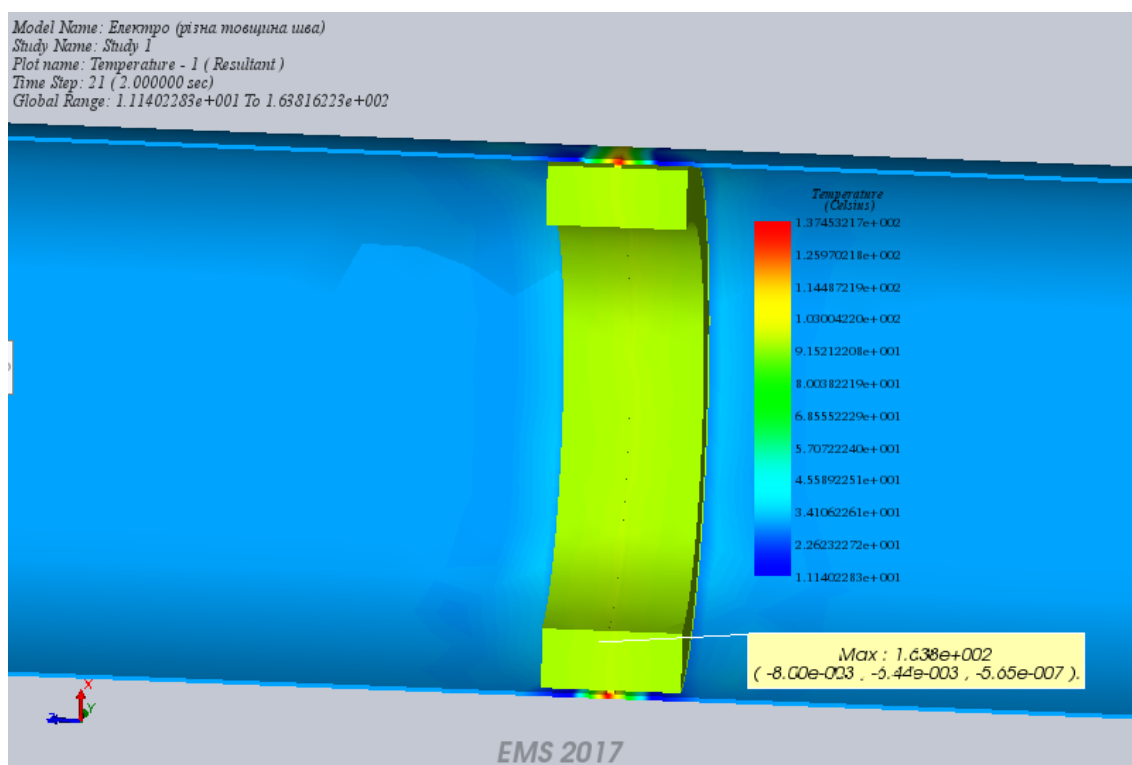 Model Name: Електро (різна товщина шва)
Study Name: Study 1
Plot name: Temperature - 1 ( Resultant )
Time Step: 21 ( 2.000000 sec)
Global Range: 1.11402283e+001 To 1.63816223e+002
Temperature
(Celsius)
1.37453217e+002
1.25970218e+002
1.14487219e+002
1.03004220e+002
9.15212208e+001
8.00382219e+001
6.85552229e+001
5.70722240e+001
4.55892251e+001
3.41062261e+001
2.26232272e+001
1.11402283e+001
Max : 1.638e+002
( -8.00e-003 , -6.44e-003 , -5.65e-007 ).
X
Y
Z
EMS 2017